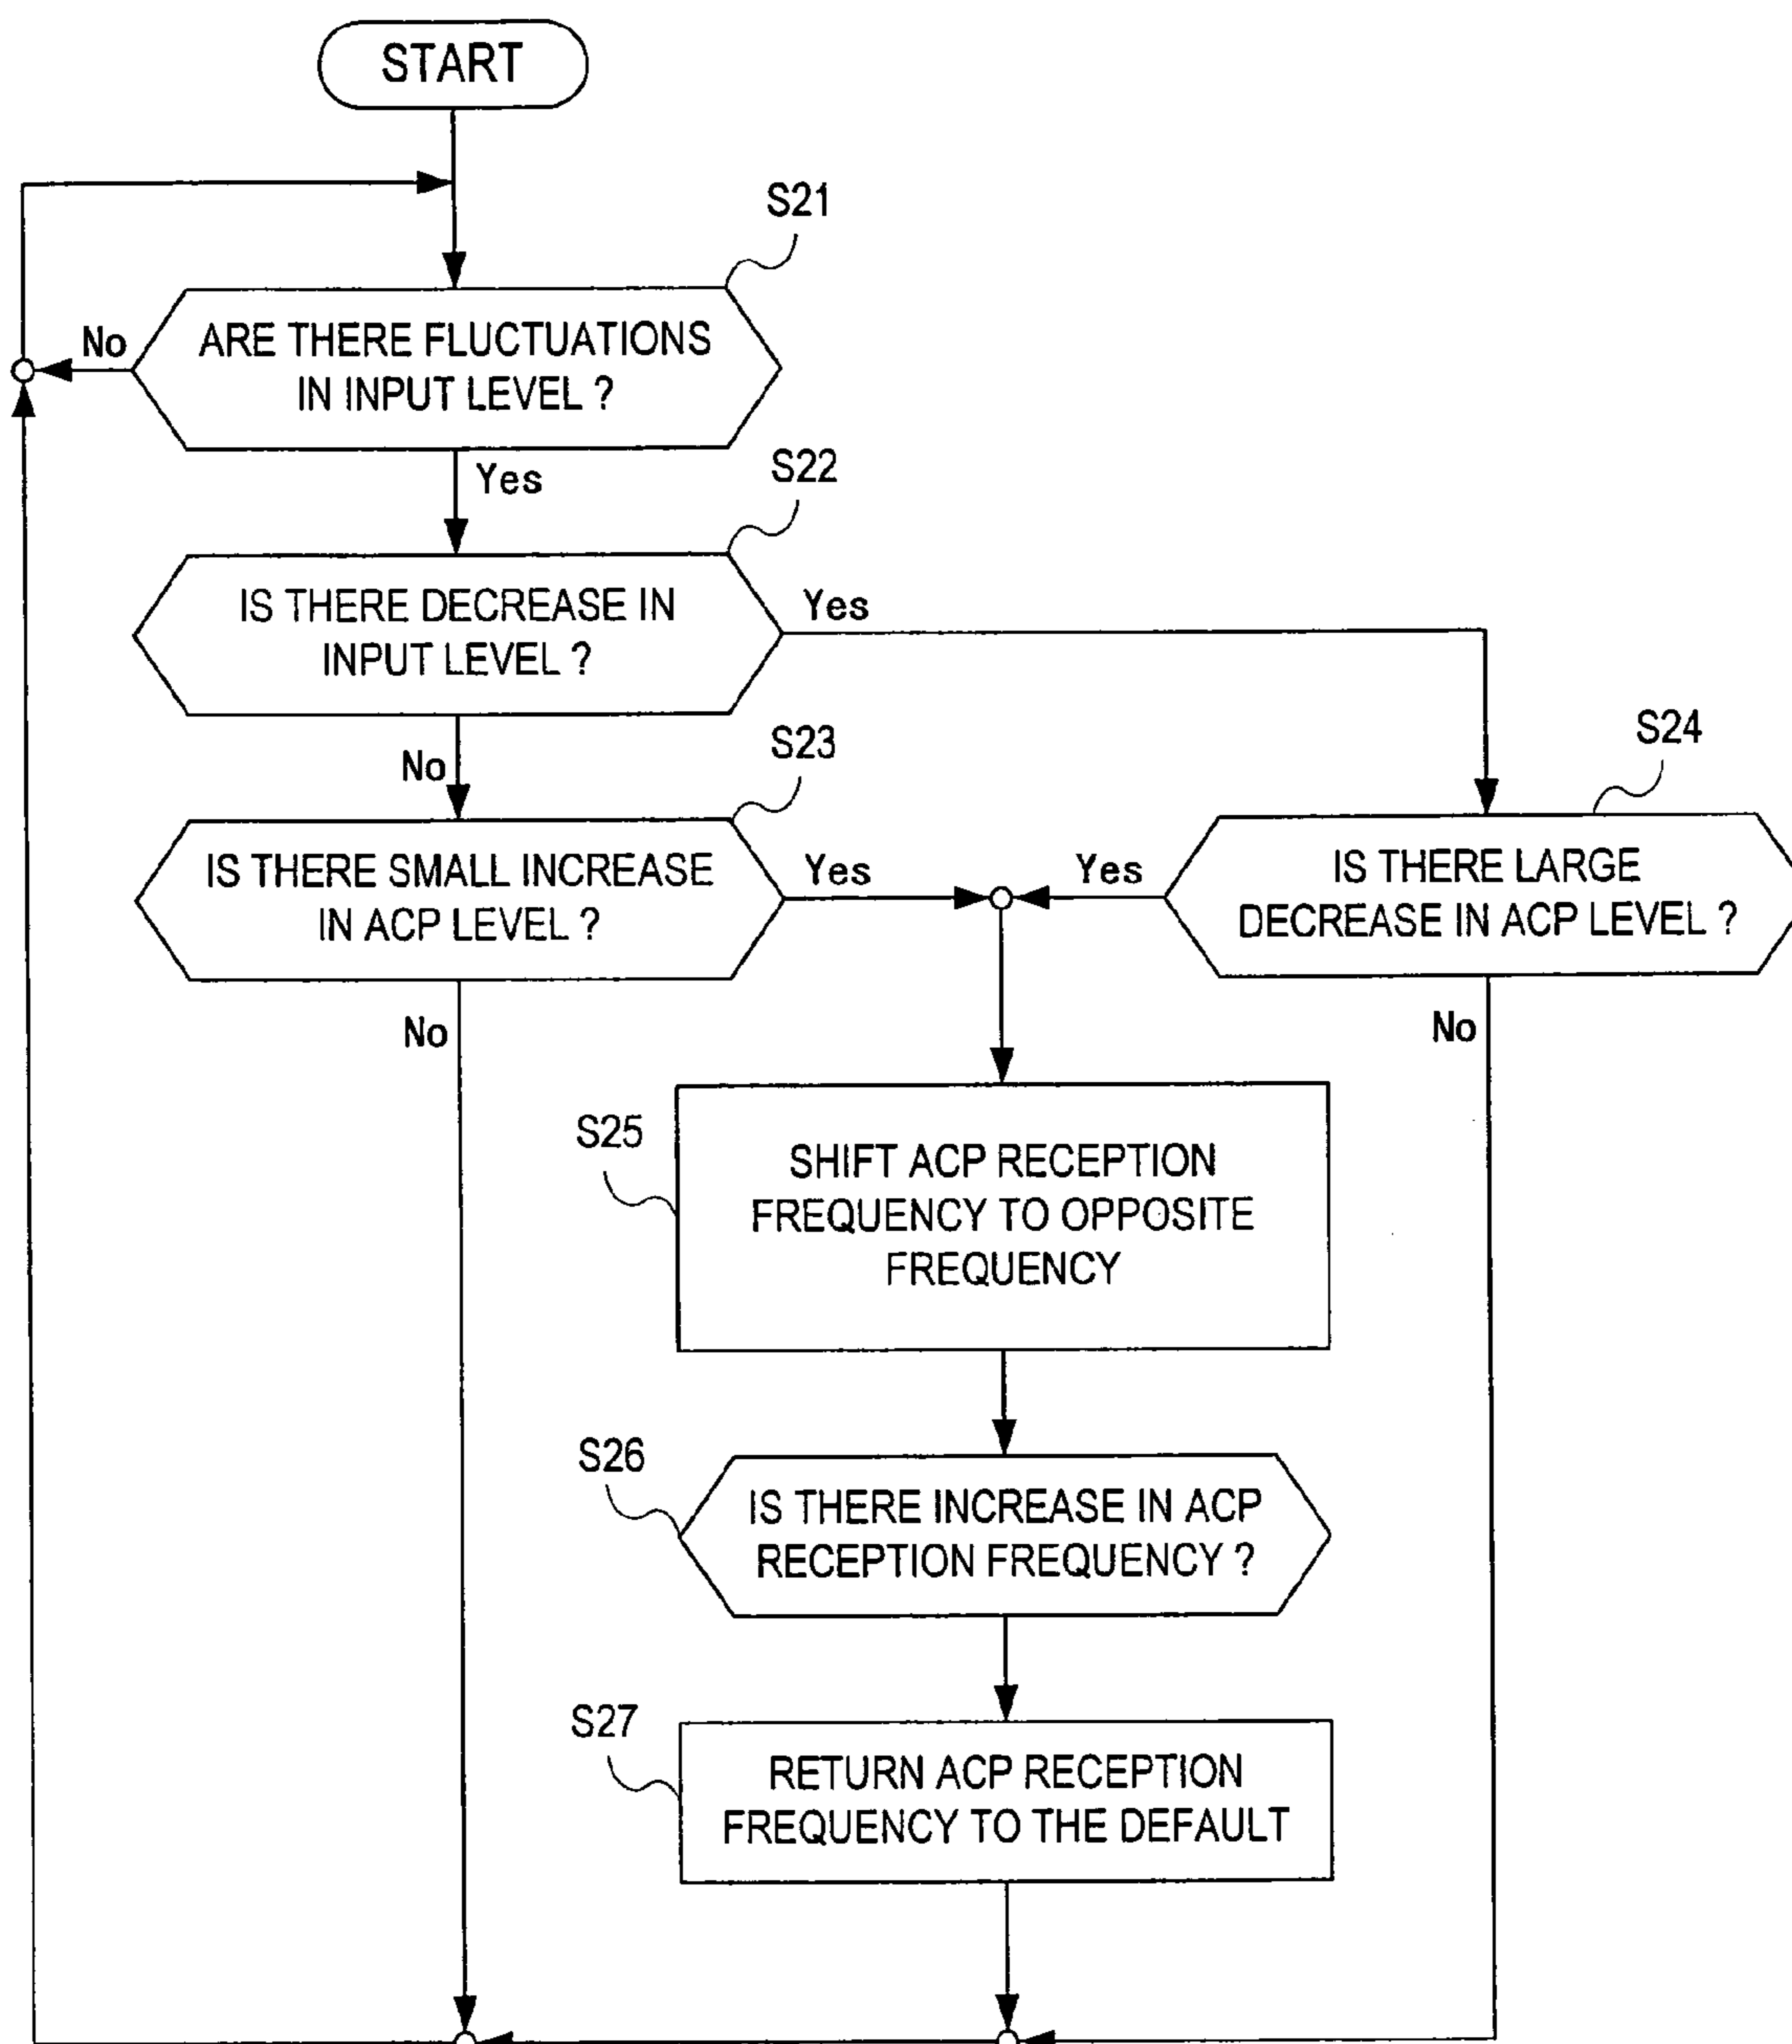 START
S21
ARE THERE FLUCTUATIONS
IN INPUT LEVEL ?
No
Yes
S22
IS THERE DECREASE IN
INPUT LEVEL ?
Yes
No
S23
IS THERE SMALL INCREASE
IN ACP LEVEL ?
Yes
No
S24
IS THERE LARGE
DECREASE IN ACP LEVEL ?
Yes
No
S25
SHIFT ACP RECEPTION
FREQUENCY TO OPPOSITE
FREQUENCY
S26
IS THERE INCREASE IN ACP
RECEPTION FREQUENCY ?
S27
RETURN ACP RECEPTION
FREQUENCY TO THE DEFAULT